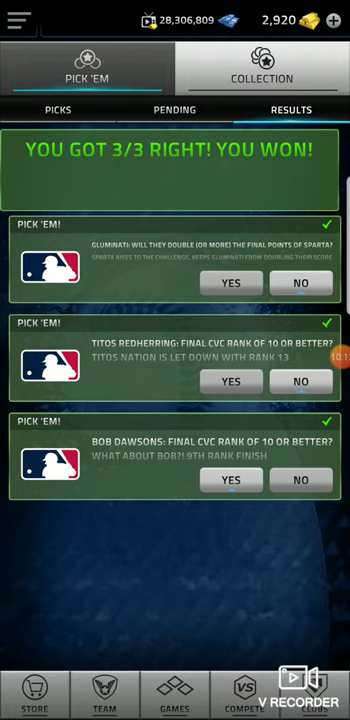 28,306,809
2,920
PICK 'EM
COLLECTION
PICKS
PENDING
RESULTS
YOU GOT 3/3 RIGHT! YOU WON!
PICK 'EM!
GLUMINATI: WILL THEY DOUBLE (OR MORE) THE FINAL POINTS OF SPARTA?
SPARTA RISES TO THE CHALLENGE, KEEPS GLUMINATI FROM DOUBLING THEIR SCORE
YES
NO
PICK 'EM!
TITOS REDHERRING: FINAL CVC RANK OF 10 OR BETTER?
TITOS NATION IS LET DOWN WITH RANK 13
YES
NO
PICK 'EM!
BOB DAWSONS: FINAL CVC RANK OF 10 OR BETTER?
WHAT ABOUT BOB?! 9TH RANK FINISH
YES
NO
STORE
TEAM
GAMES
VS
COMPETE
CLUBS
V RECORDER